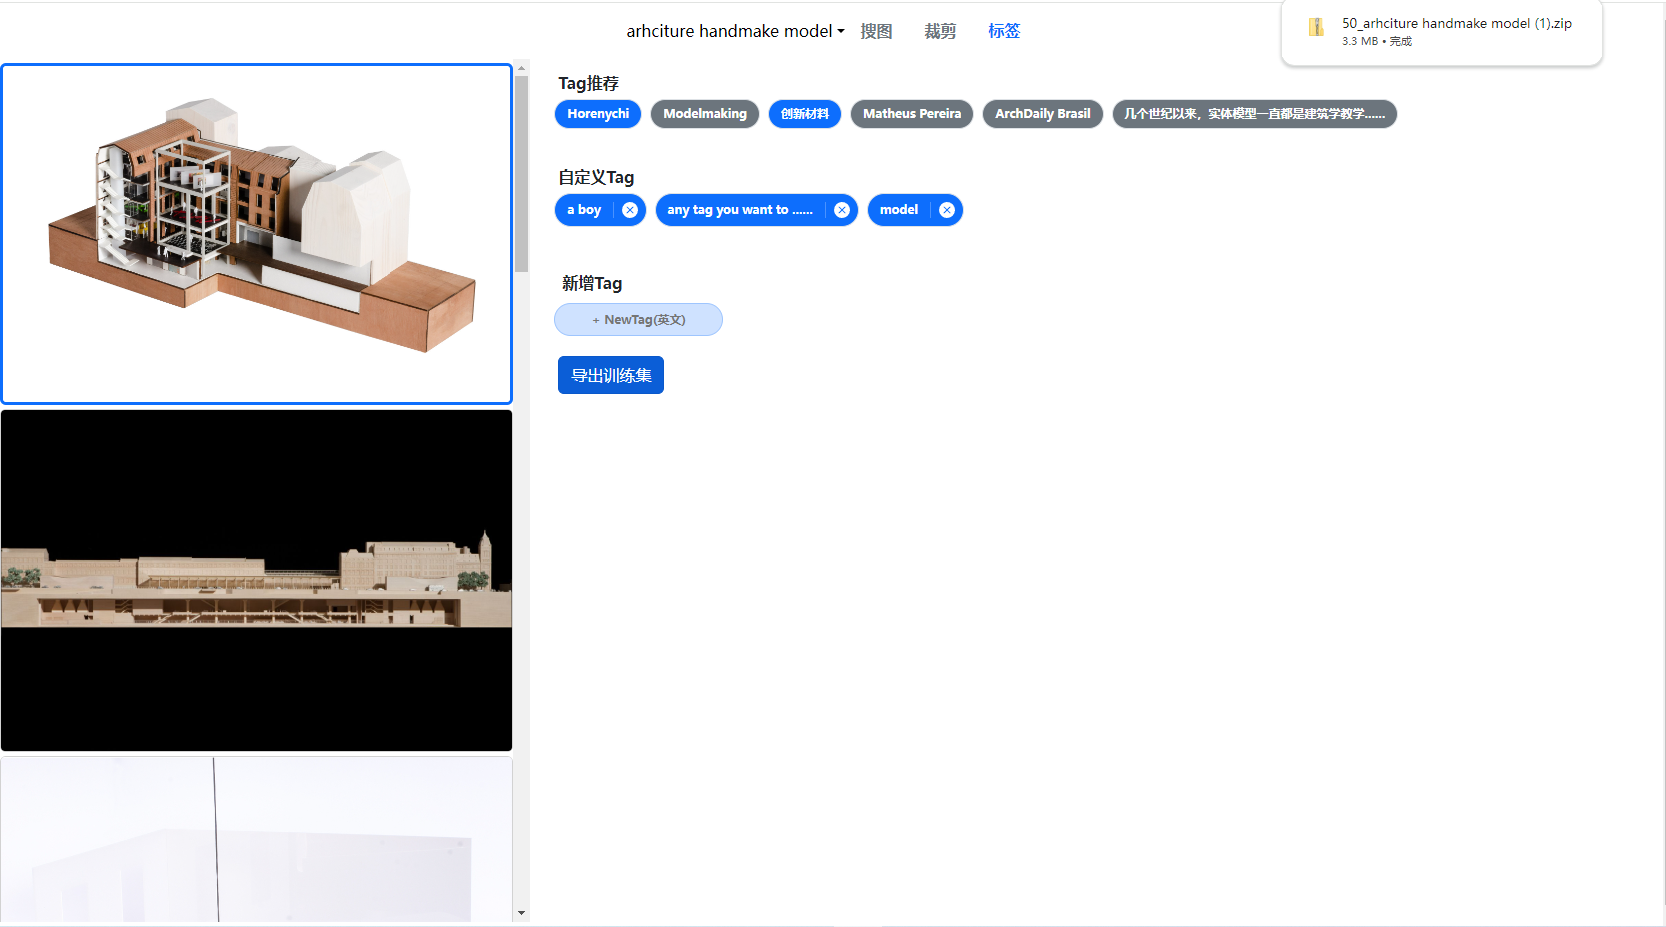 arhciture handmake model
搜图
裁剪
标签
50_arhciture handmake model (1).zip
3.3 MB • 完成
Tag推荐
Horenychi
Modelmaking
创新材料
Matheus Pereira
ArchDaily Brasil
几个世纪以来，实体模型一直都是建筑学教学......
自定义Tag
a boy
any tag you want to ......
model
新增Tag
+ NewTag(英文)
导出训练集